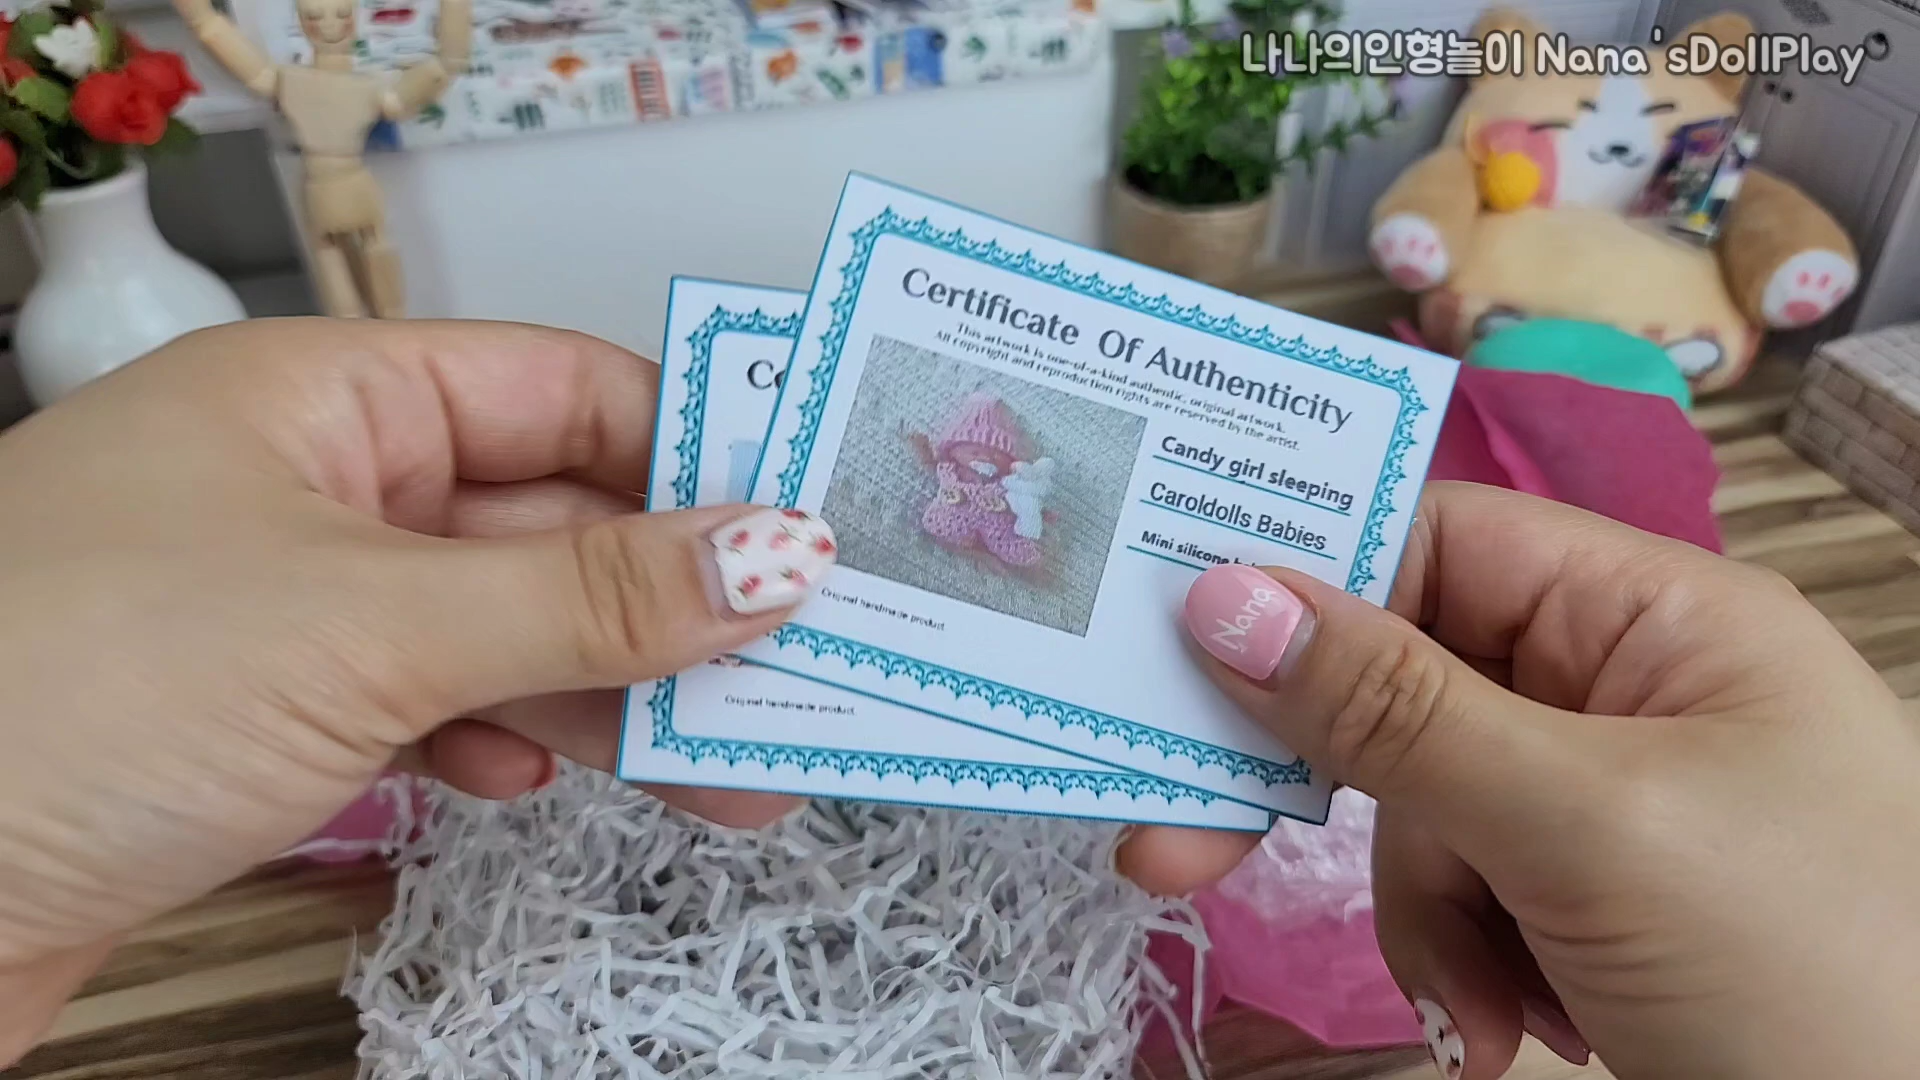 나나의인형놀이 Nana'sDollPlay
Certificate Of Authenticity
This artwork is one-of-a-kind authentic, original artwork.
All copyright and reproduction rights are reserved by the artist.
Candy girl sleeping
Caroldolls Babies
Mini silicone
Original handmade product.
Nana
Original handmade product.